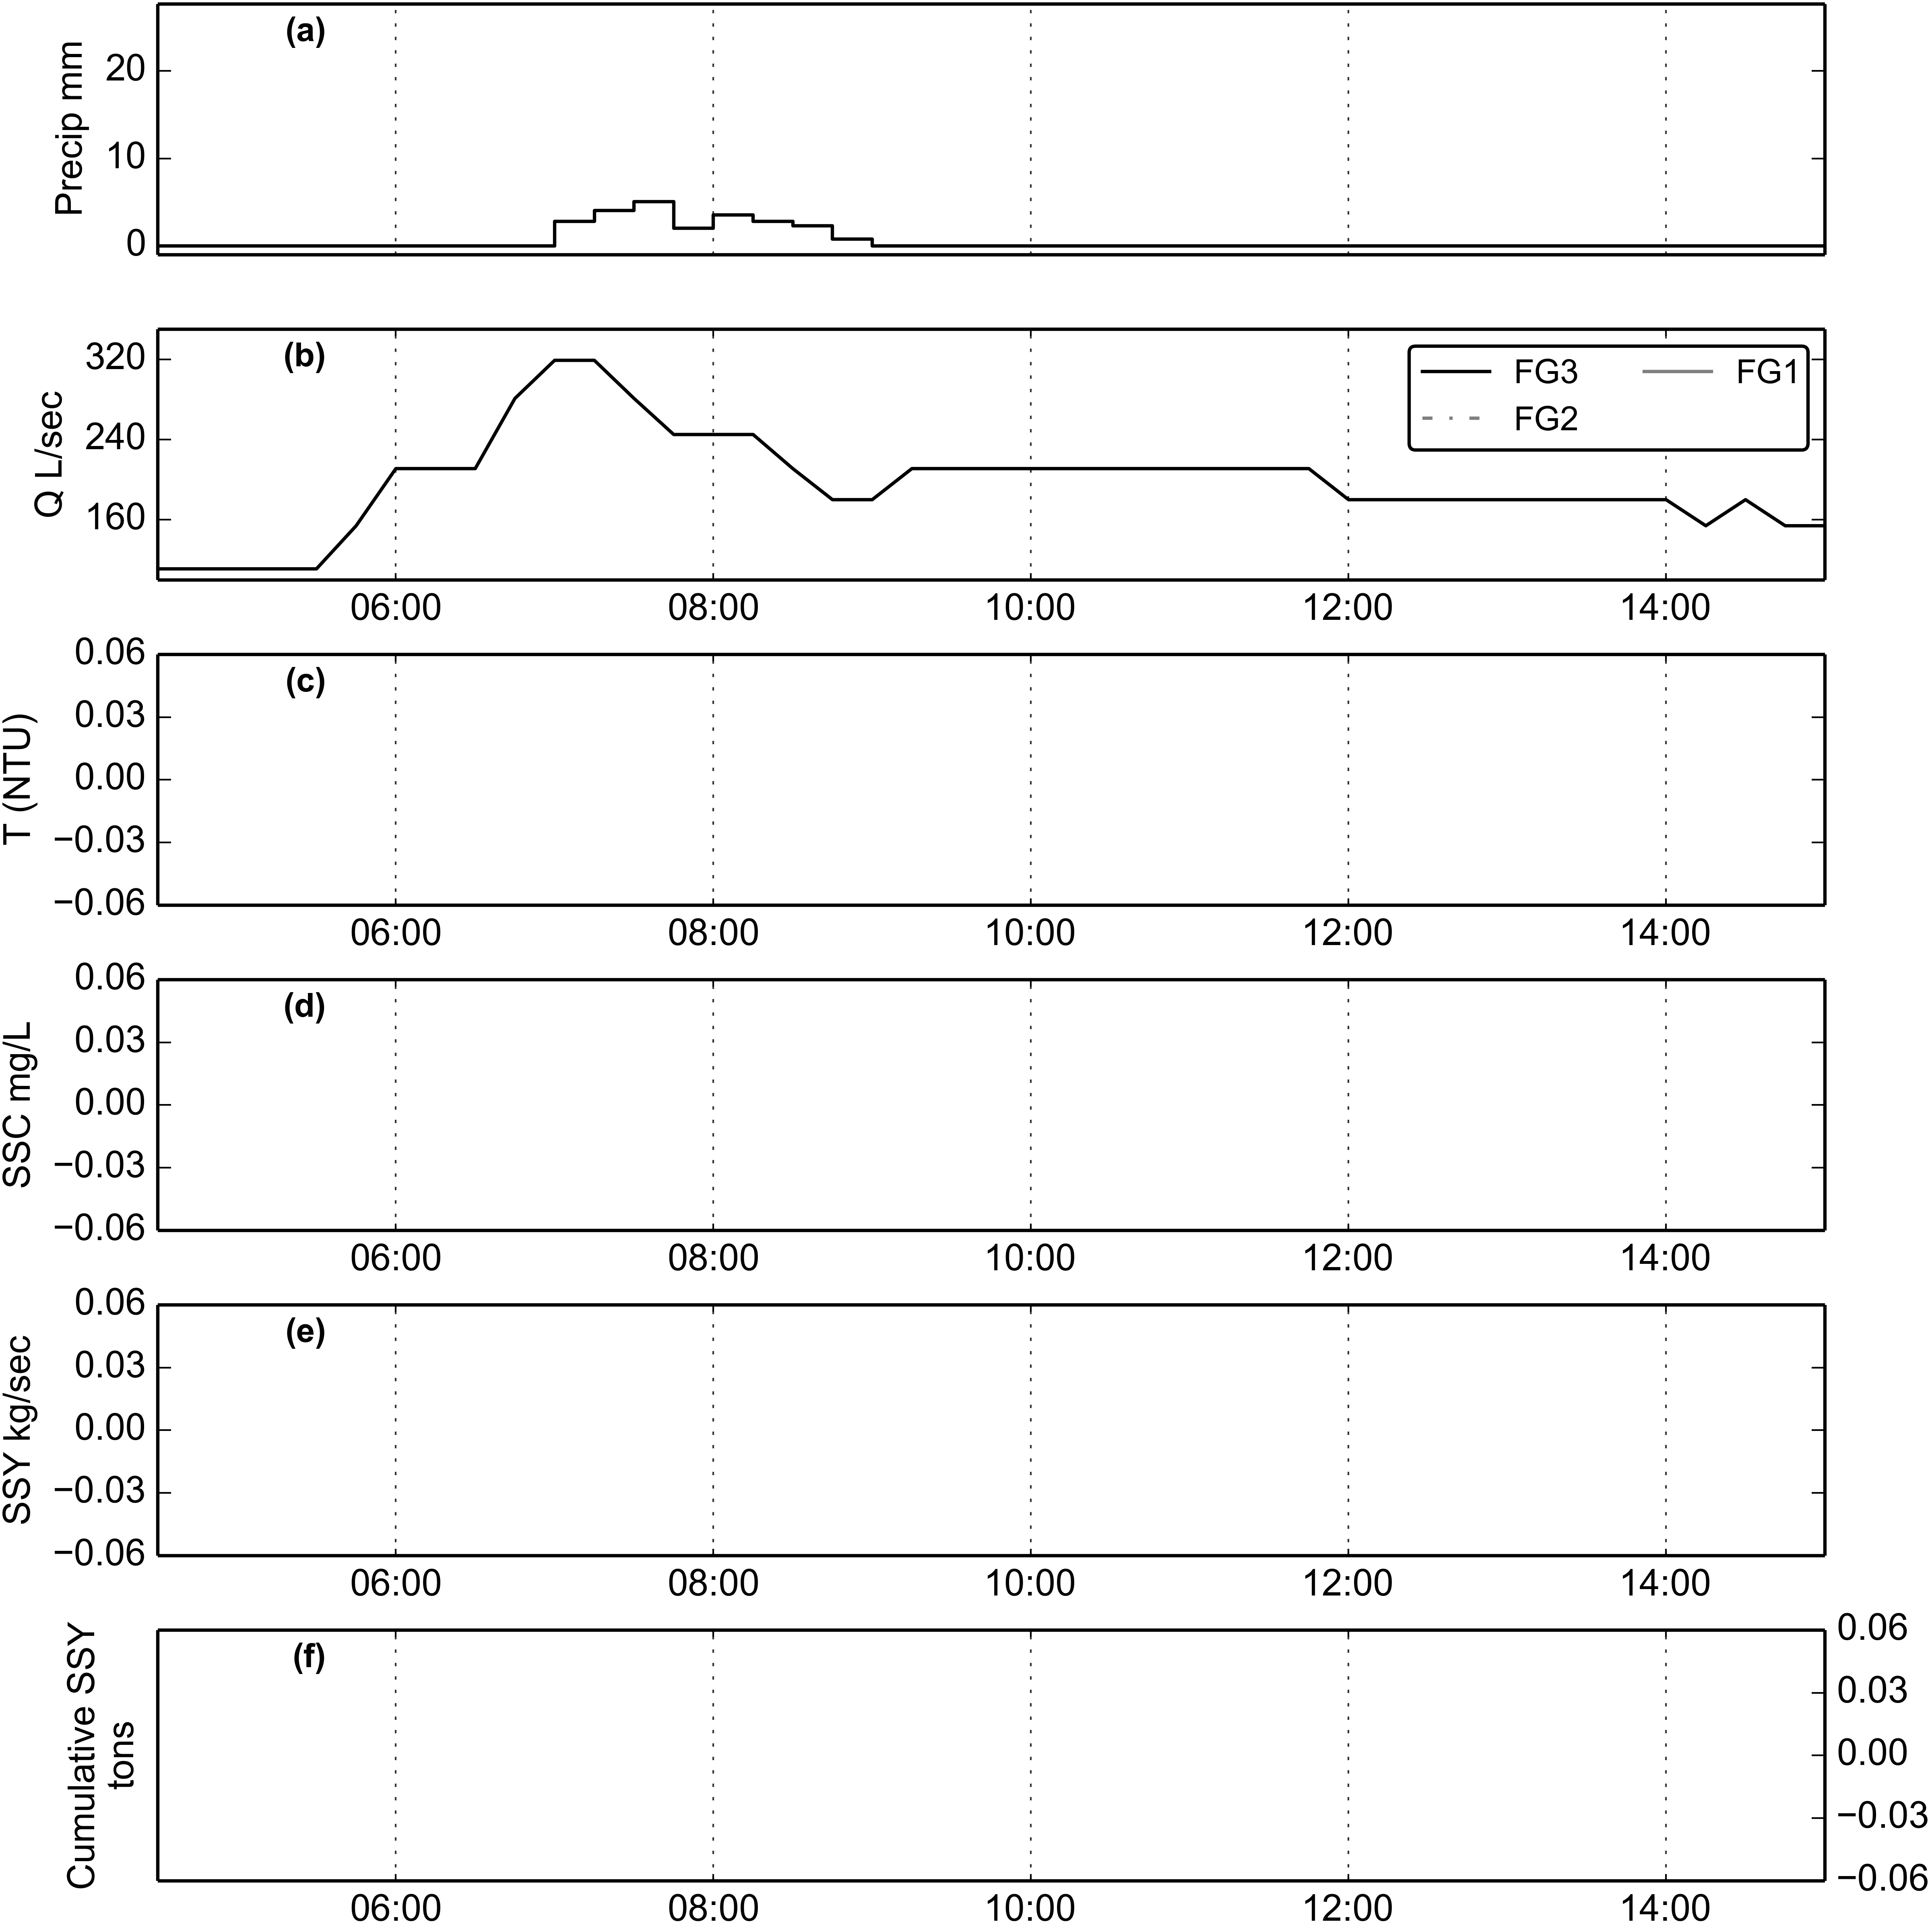 (a)
Precip mm
20
10
0
(b)
Q L/sec
320
240
160
FG3 FG1
FG2
06:00 08:00 10:00 12:00 14:00
(c)
T (NTU)
0.06
0.03
0.00
−0.03
−0.06
06:00 08:00 10:00 12:00 14:00
(d)
SSC mg/L
0.06
0.03
0.00
−0.03
−0.06
06:00 08:00 10:00 12:00 14:00
(e)
SSY kg/sec
0.06
0.03
0.00
−0.03
−0.06
06:00 08:00 10:00 12:00 14:00
(f)
Cumulative SSY
tons
0.06
0.03
0.00
−0.03
−0.06
06:00 08:00 10:00 12:00 14:00